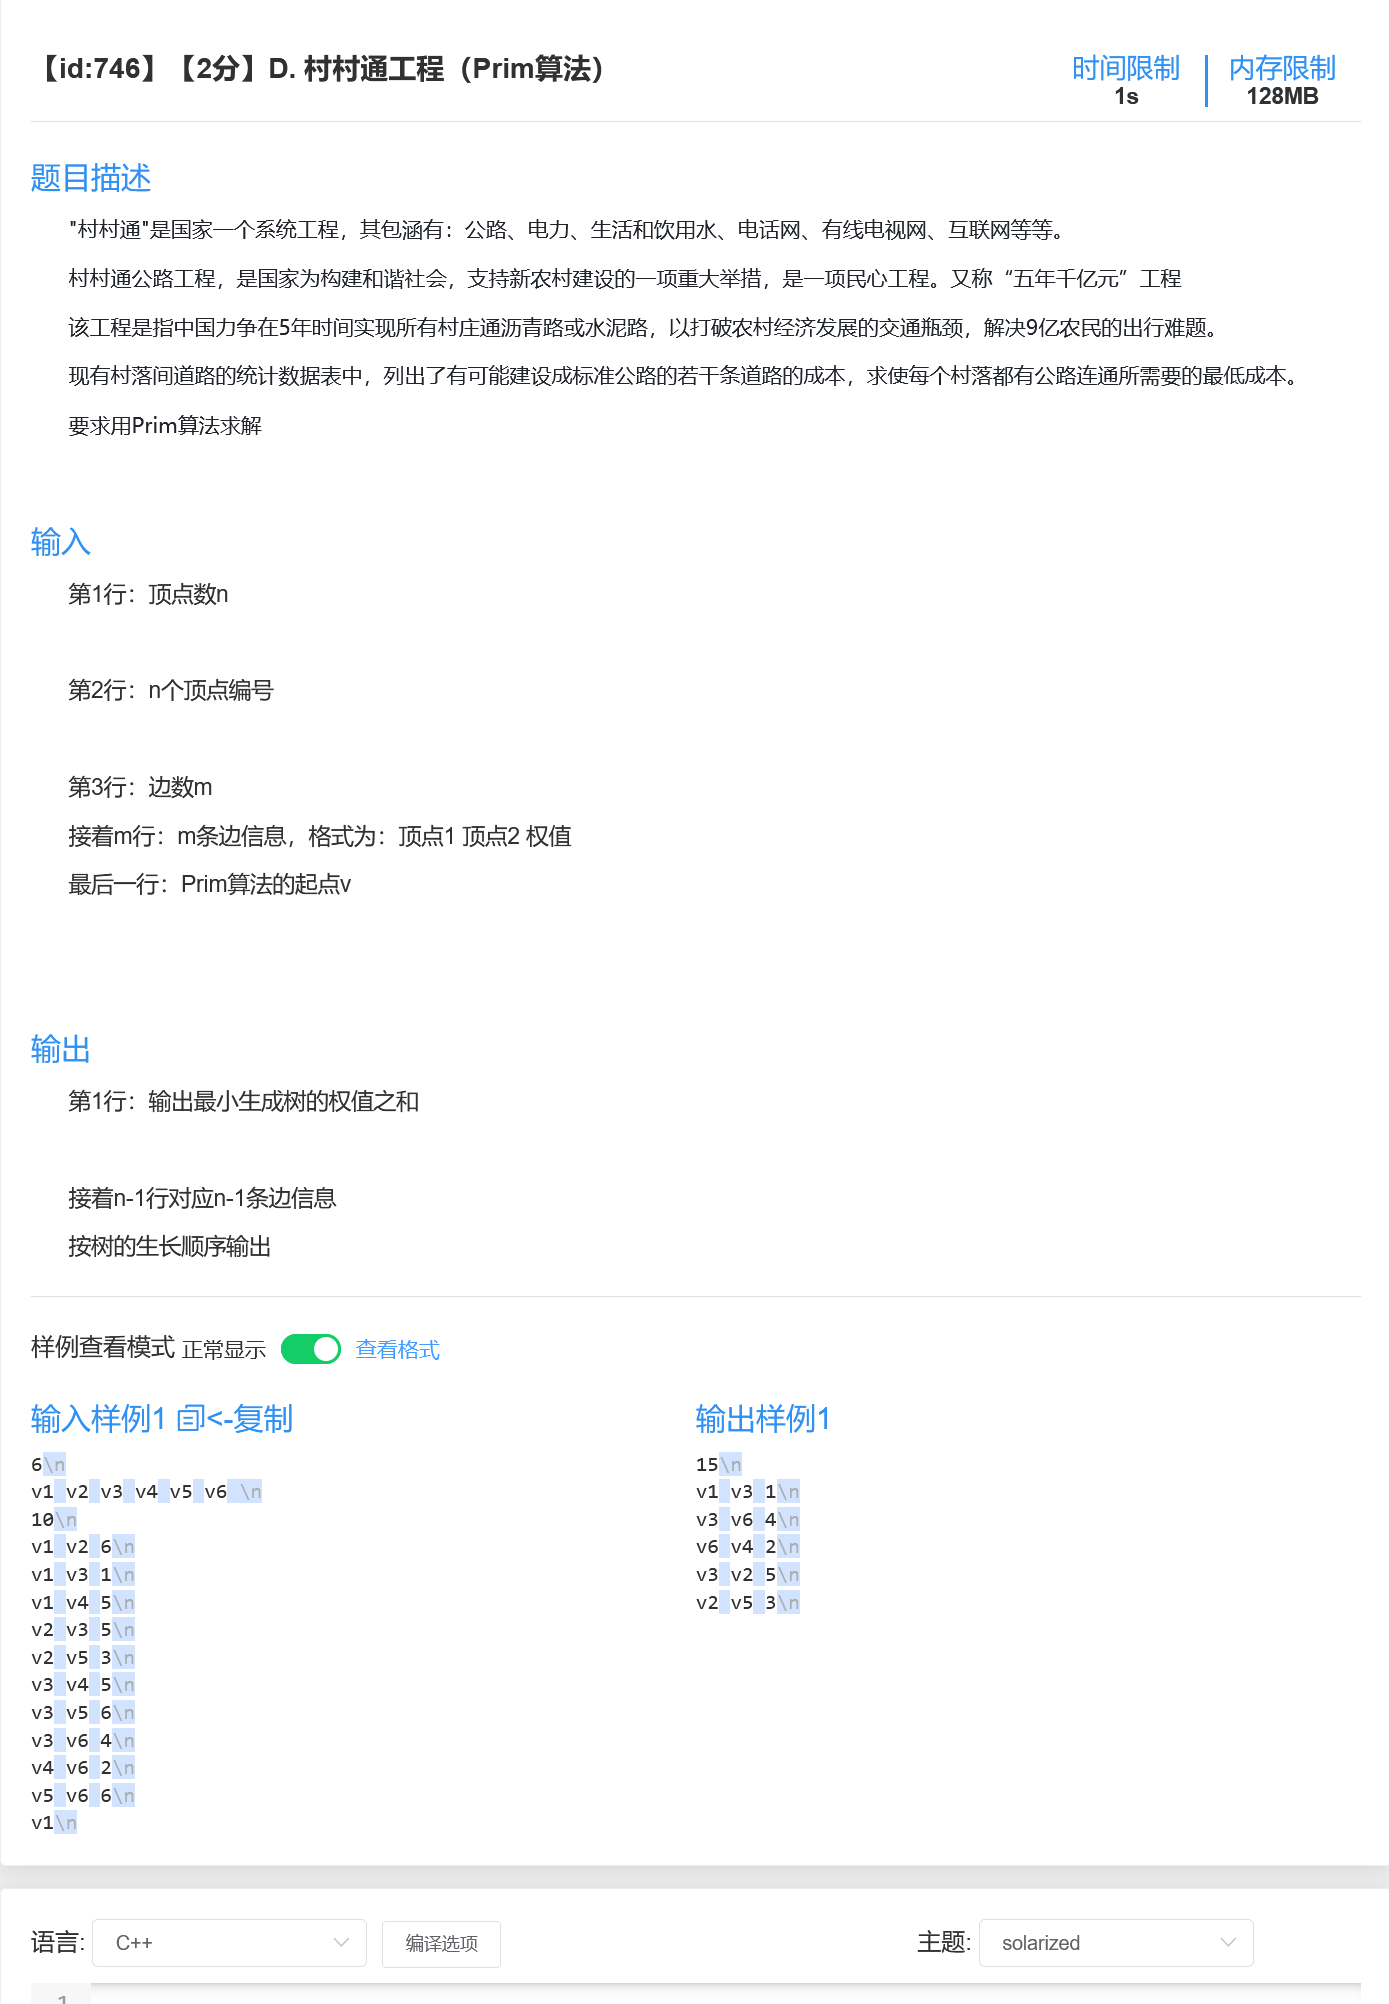 【id:746】【2分】D. 村村通工程（Prim算法）
时间限制
1s
内存限制
128MB
题目描述
"村村通"是国家一个系统工程，其包涵有：公路、电力、生活和饮用水、电话网、有线电视网、互联网等等。
村村通公路工程，是国家为构建和谐社会，支持新农村建设的一项重大举措，是一项民心工程。又称“五年千亿元”工程
该工程是指中国力争在5年时间实现所有村庄通沥青路或水泥路，以打破农村经济发展的交通瓶颈，解决9亿农民的出行难题。
现有村落间道路的统计数据表中，列出了有可能建设成标准公路的若干条道路的成本，求使每个村落都有公路连通所需要的最低成本。
要求用Prim算法求解
输入
第1行：顶点数n
第2行：n个顶点编号
第3行：边数m
接着m行：m条边信息，格式为：顶点1 顶点2 权值
最后一行：Prim算法的起点v
输出
第1行：输出最小生成树的权值之和
接着n-1行对应n-1条边信息
按树的生长顺序输出
样例查看模式 正常显示 查看格式
输入样例1 <-复制
6\n
v1 v2 v3 v4 v5 v6 \n
10\n
v1 v2 6\n
v1 v3 1\n
v1 v4 5\n
v2 v3 5\n
v2 v5 3\n
v3 v4 5\n
v3 v5 6\n
v3 v6 4\n
v4 v6 2\n
v5 v6 6\n
v1\n
输出样例1
15\n
v1 v3 1\n
v3 v6 4\n
v6 v4 2\n
v3 v2 5\n
v2 v5 3\n
语言: C++ 编译选项 主题: solarized
1